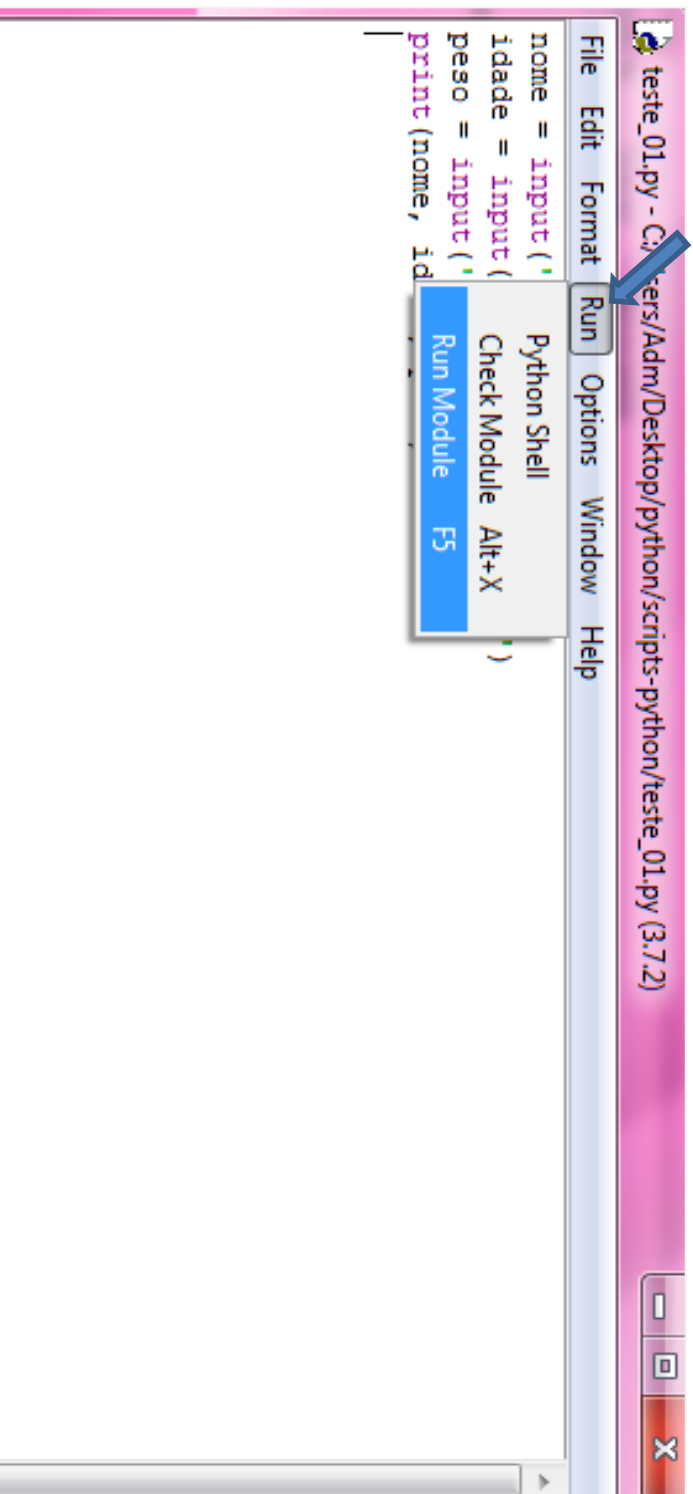 teste_01.py - C:/ers/Adm/Desktop/python/scripts-python/teste_01.py (3.7.2)
File Edit Format Run Options Window Help
nome = input('
idade = input(
peso = input('
print(nome, id
Python Shell
Check Module Alt+X
Run Module F5
')